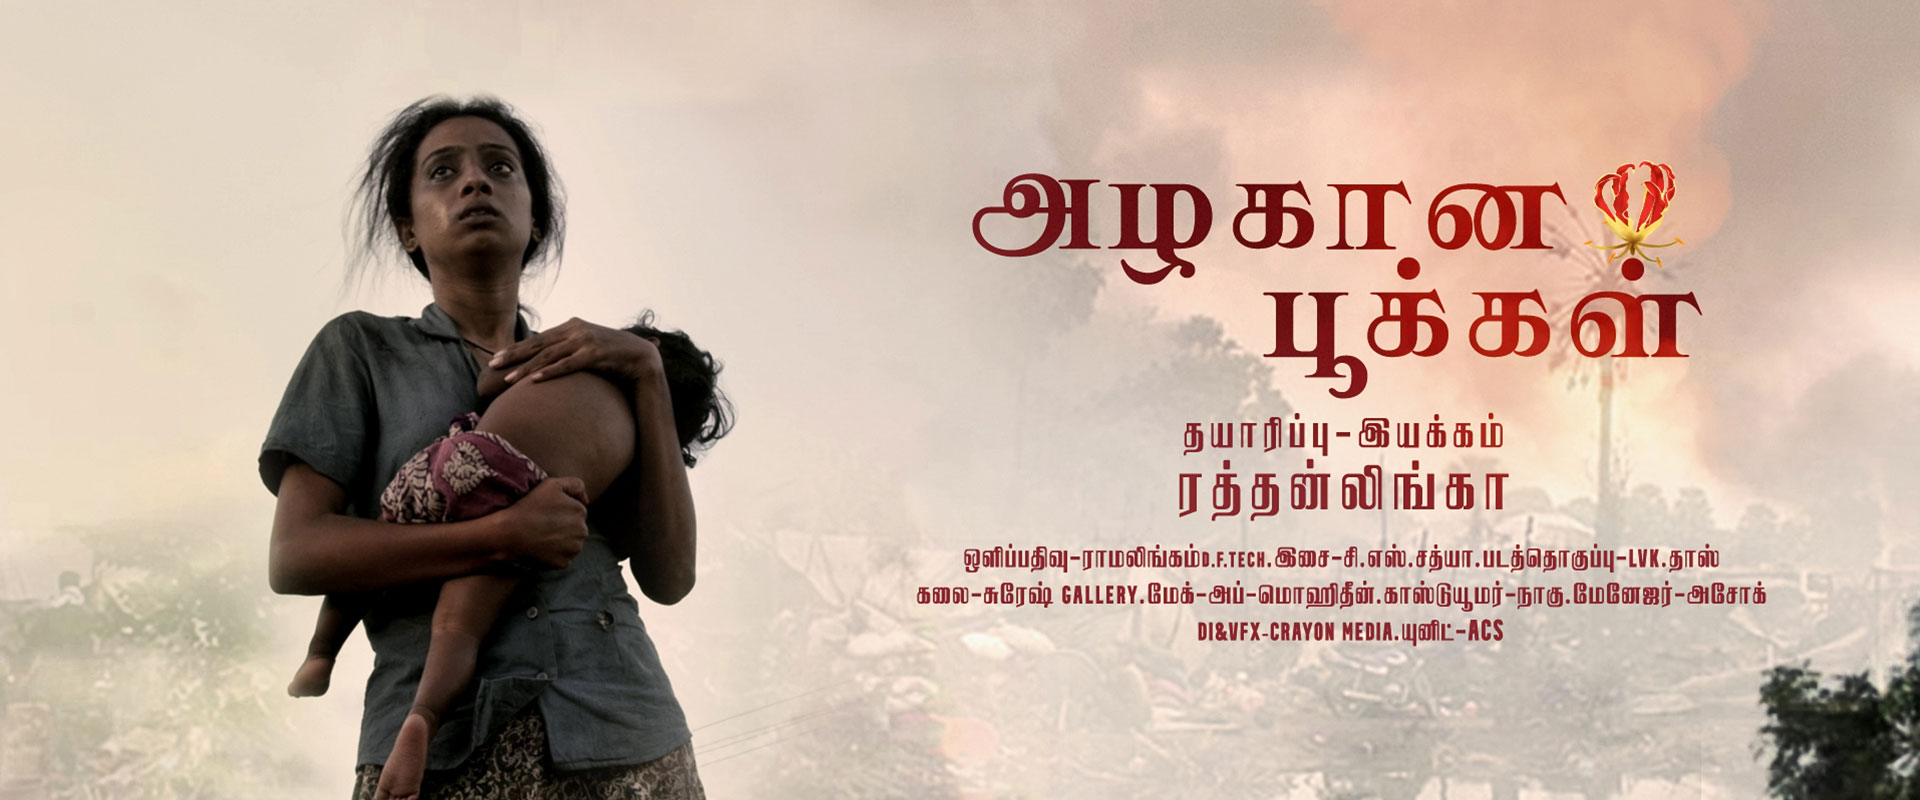 அழகான
பூக்கள்
தயாரிப்பு-இயக்கம்
ரத்தன்லிங்கா
ஒளிப்பதிவு-ராமலிங்கம்D.F.TECH.இசை-சி.எஸ்.சத்யா.படத்தொகுப்பு-LVK.தாஸ்
கலை-சுரேஷ் GALLERY.மேக்-அப்-மொஹிதீன்.காஸ்டுயூமர்-நாகு.மேனேஜர்-அசோக்
DI&VFX-CRAYON MEDIA.யுனிட்-ACS